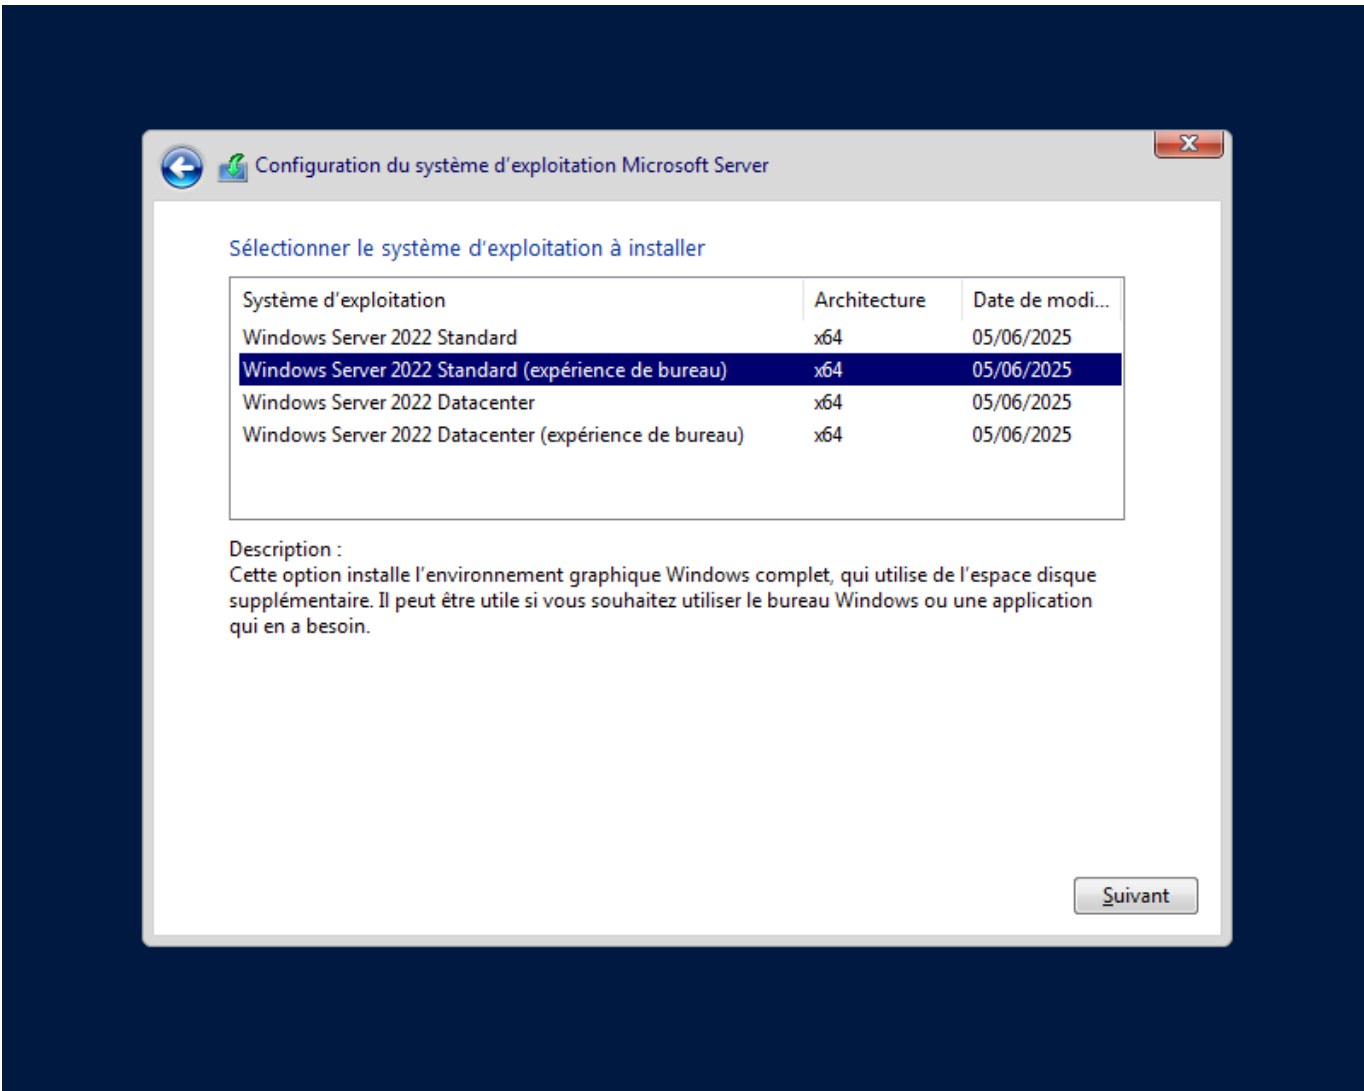 Configuration du système d'exploitation Microsoft Server
Sélectionner le système d'exploitation à installer
Système d'exploitation Architecture Date de modi...
Windows Server 2022 Standard x64 05/06/2025
Windows Server 2022 Standard (expérience de bureau) x64 05/06/2025
Windows Server 2022 Datacenter x64 05/06/2025
Windows Server 2022 Datacenter (expérience de bureau) x64 05/06/2025
Description :
Cette option installe l'environnement graphique Windows complet, qui utilise de l'espace disque
supplémentaire. Il peut être utile si vous souhaitez utiliser le bureau Windows ou une application
qui en a besoin.
Suivant